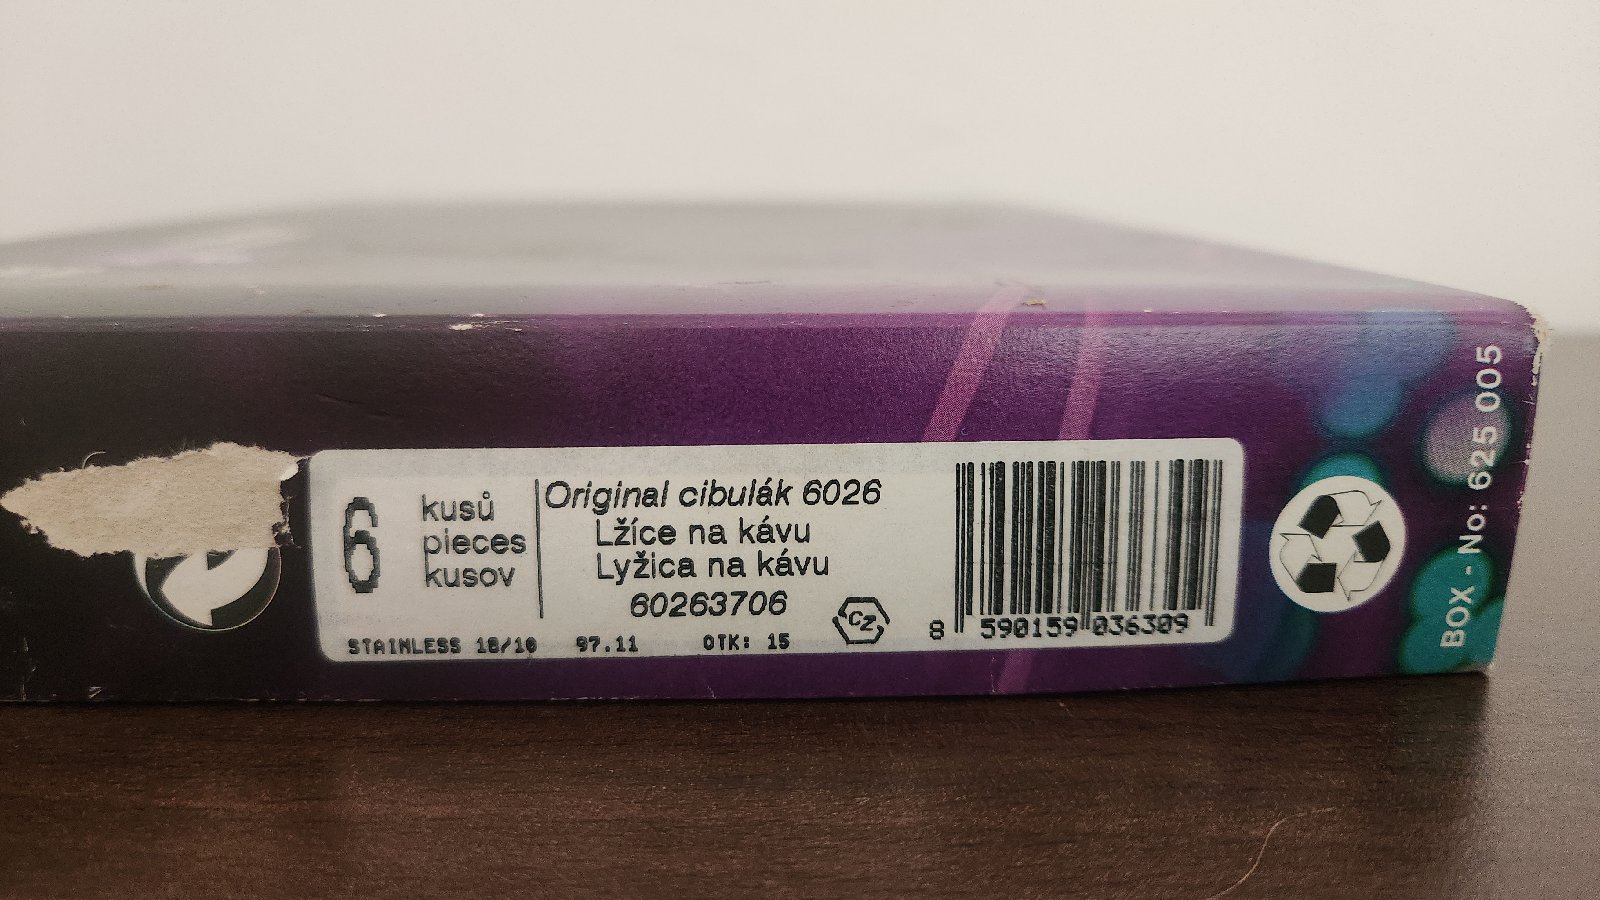 6
kusů
pieces
kusov
Original cibulák 6026
Lžíce na kávu
Lyžica na kávu
60263706
CZ
STAINLESS 18/10 97.11 OTK: 15
8 590159 036309
BOX - No: 625 005